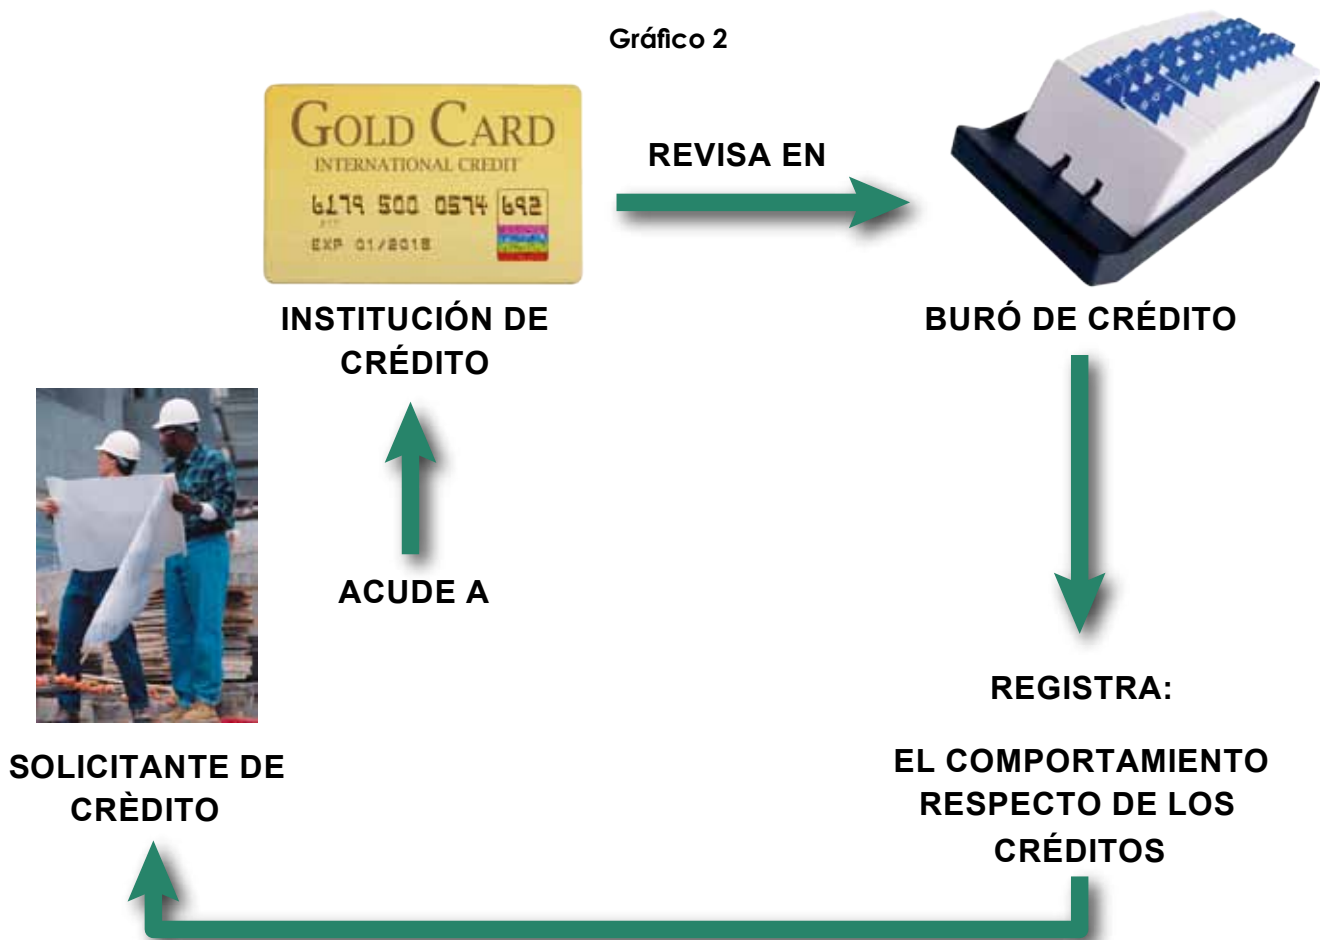 Gráfico 2
GOLD CARD
INTERNATIONAL CREDIT
6179 500 0574 692
EXP 01/2018
REVISA EN
INSTITUCIÓN DE
CRÉDITO
BURÓ DE CRÉDITO
ACUDE A
REGISTRA:
SOLICITANTE DE
CRÈDITO
EL COMPORTAMIENTO
RESPECTO DE LOS
CRÉDITOS